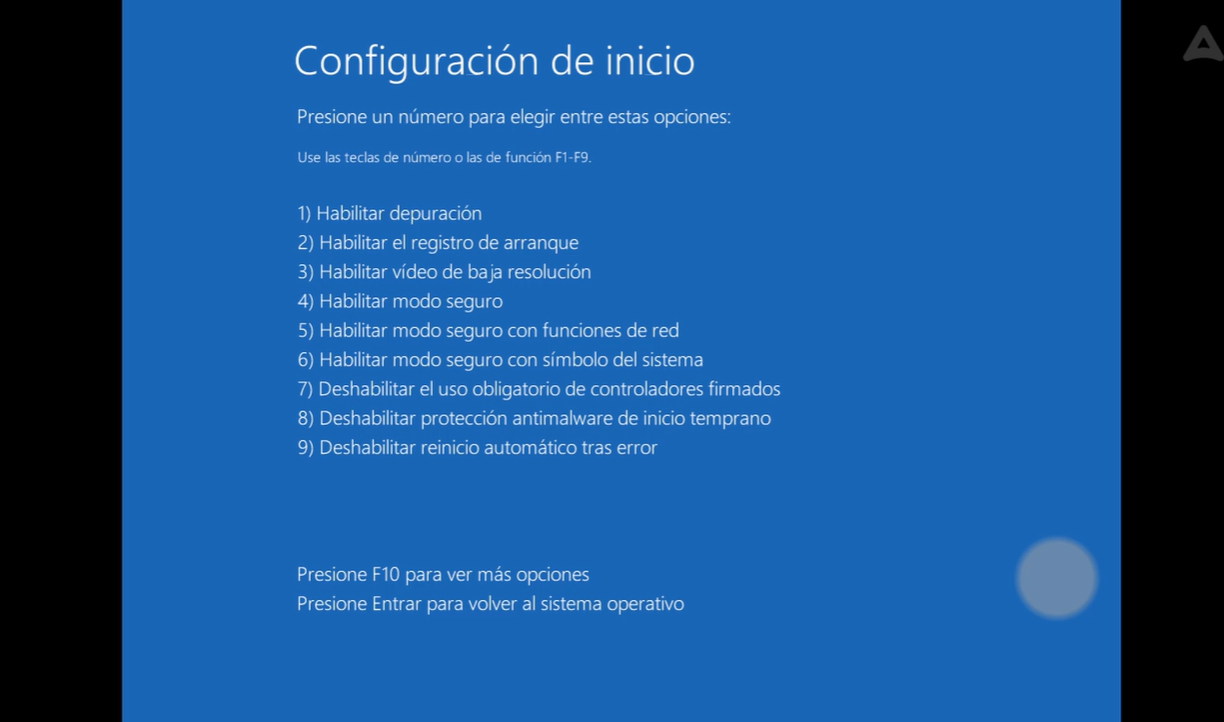 Configuración de inicio
Presione un número para elegir entre estas opciones:
Use las teclas de número o las de función F1-F9.
1) Habilitar depuración
2) Habilitar el registro de arranque
3) Habilitar vídeo de baja resolución
4) Habilitar modo seguro
5) Habilitar modo seguro con funciones de red
6) Habilitar modo seguro con símbolo del sistema
7) Deshabilitar el uso obligatorio de controladores firmados
8) Deshabilitar protección antimalware de inicio temprano
9) Deshabilitar reinicio automático tras error
Presione F10 para ver más opciones
Presione Entrar para volver al sistema operativo